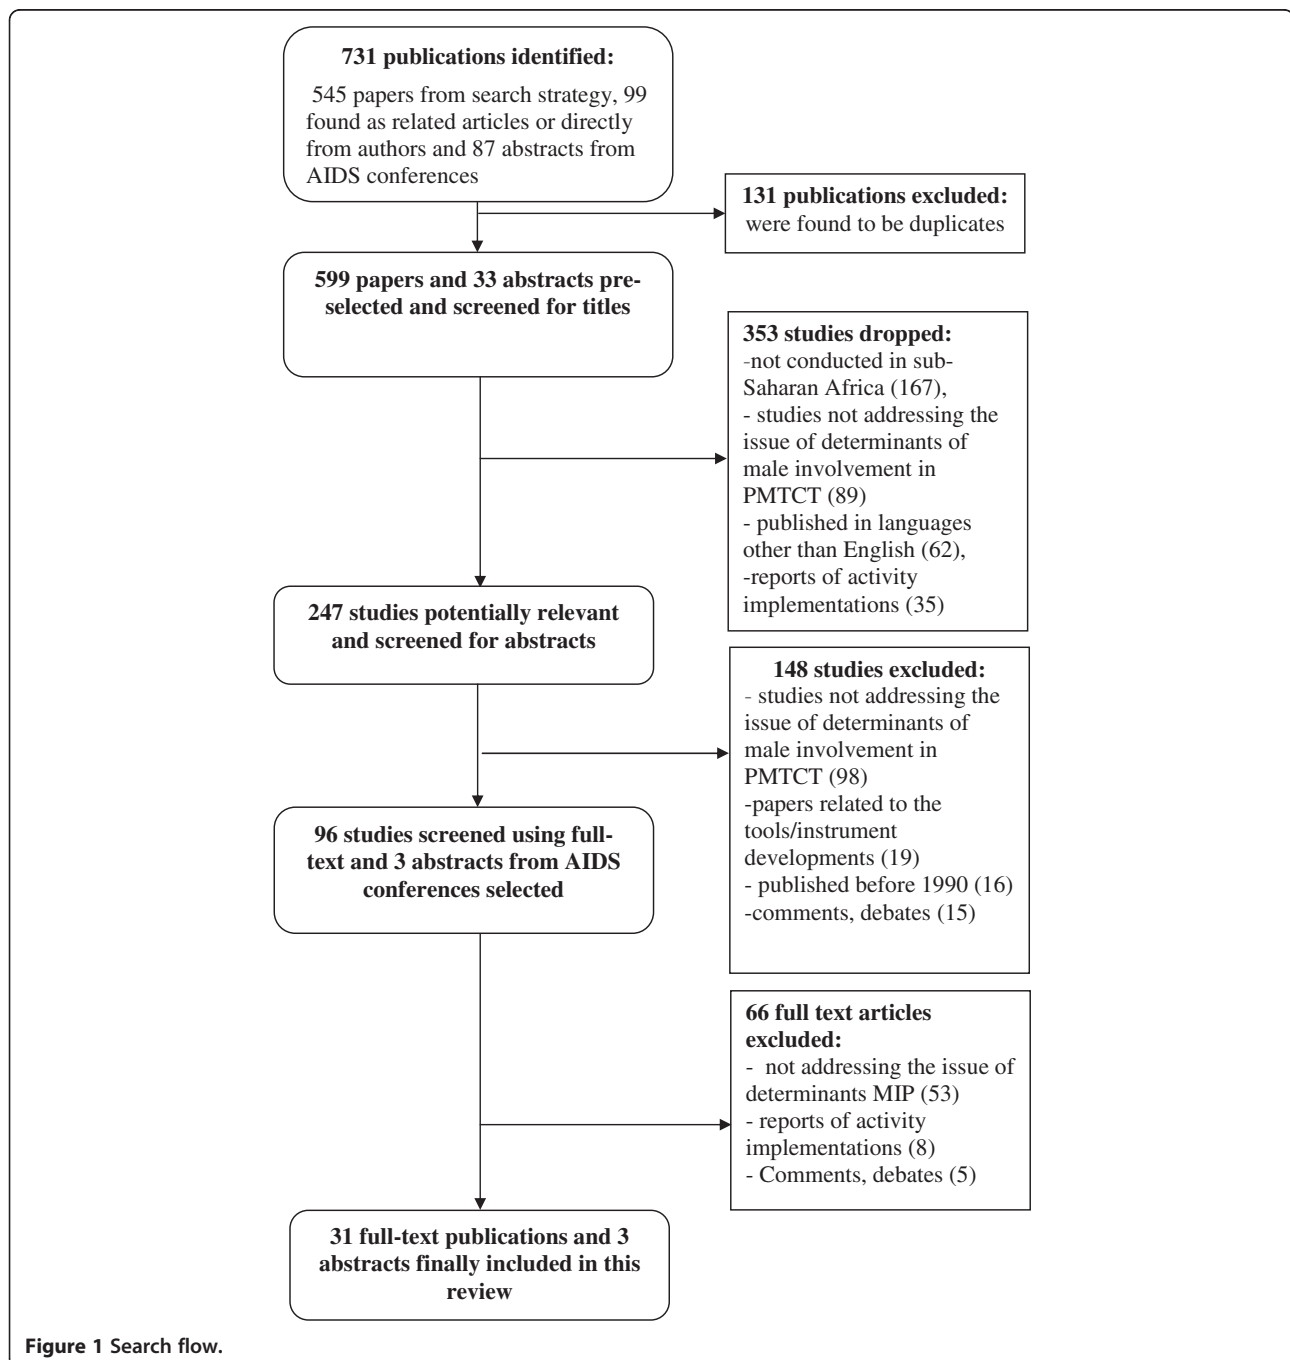 731 publications identified:
545 papers from search strategy, 99
found as related articles or directly
from authors and 87 abstracts from
AIDS conferences
131 publications excluded:
were found to be duplicates
599 papers and 33 abstracts pre-
selected and screened for titles
353 studies dropped:
-not conducted in sub-
Saharan Africa (167),
- studies not addressing the
issue of determinants of
male involvement in
PMTCT (89)
- published in languages
other than English (62),
-reports of activity
implementations (35)
247 studies potentially relevant
and screened for abstracts
148 studies excluded:
- studies not addressing the
issue of determinants of
male involvement in
PMTCT (98)
-papers related to the
tools/instrument
developments (19)
- published before 1990 (16)
-comments, debates (15)
96 studies screened using full-
text and 3 abstracts from AIDS
conferences selected
66 full text articles
excluded:
- not addressing the issue of
determinants MIP (53)
- reports of activity
implementations (8)
- Comments, debates (5)
31 full-text publications and 3
abstracts finally included in this
review
Figure 1 Search flow.